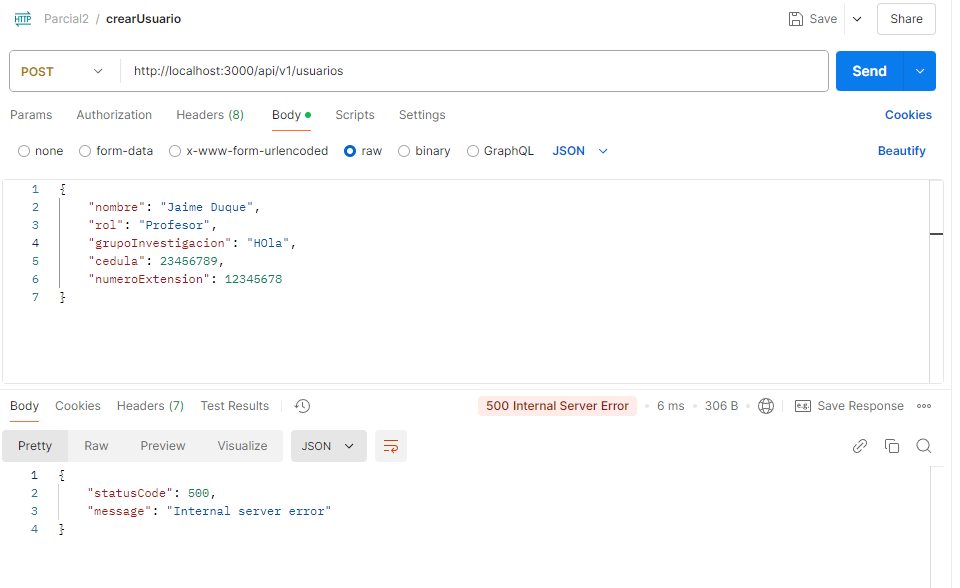 HTTP Parcial2 / crearUsuario Save Share
POST http://localhost:3000/api/v1/usuarios Send
Params Authorization Headers (8) Body Scripts Settings Cookies
none form-data x-www-form-urlencoded raw binary GraphQL JSON Beautify
1 {
2 "nombre": "Jaime Duque",
3 "rol": "Profesor",
4 "grupoInvestigacion": "HOla",
5 "cedula": 23456789,
6 "numeroExtension": 12345678
7 }
Body Cookies Headers (7) Test Results 500 Internal Server Error 6 ms 306 B e.g. Save Response
Pretty Raw Preview Visualize JSON
1 {
2 "statusCode": 500,
3 "message": "Internal server error"
4 }